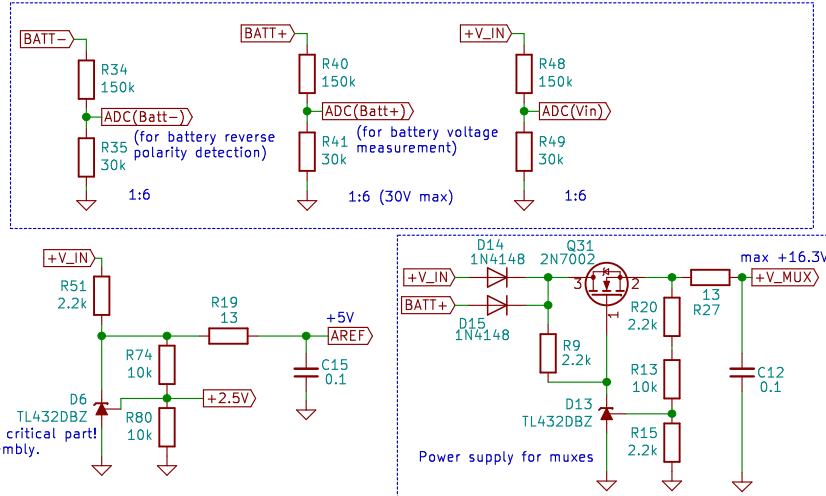 BATT-
R34
150k
ADC(Batt-)
(for battery reverse
polarity detection)
R35
30k
1:6
BATT+
R40
150k
ADC(Batt+)
(for battery voltage
measurement)
R41
30k
1:6 (30V max)
+V_IN
R48
150k
ADC(Vin)
R49
30k
1:6
+V_IN
R51
2.2k
R19
13
+5V
AREF
R74
10k
C15
0.1
+2.5V
D6
TL432DBZ
R80
10k
critical part!
mbly.
D14
1N4148
Q31
2N7002
max +16.3V
+V_IN
3
2
1
+V_MUX
BATT+
D15
1N4148
13
R27
R20
2.2k
R9
2.2k
R13
10k
C12
0.1
D13
TL432DBZ
R15
2.2k
Power supply for muxes